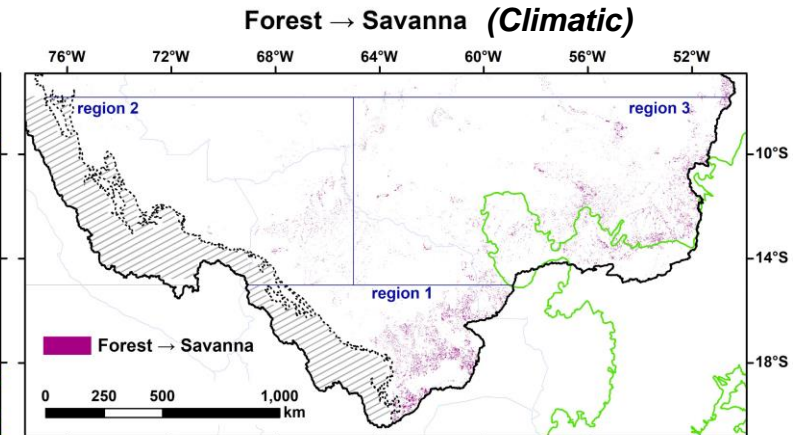 Forest → Savanna (Climatic)
76°W 72°W 68°W 64°W 60°W 56°W 52°W
region 2 region 3
10°S
14°S
region 1
Forest → Savanna
18°S
0 250 500 1,000
km